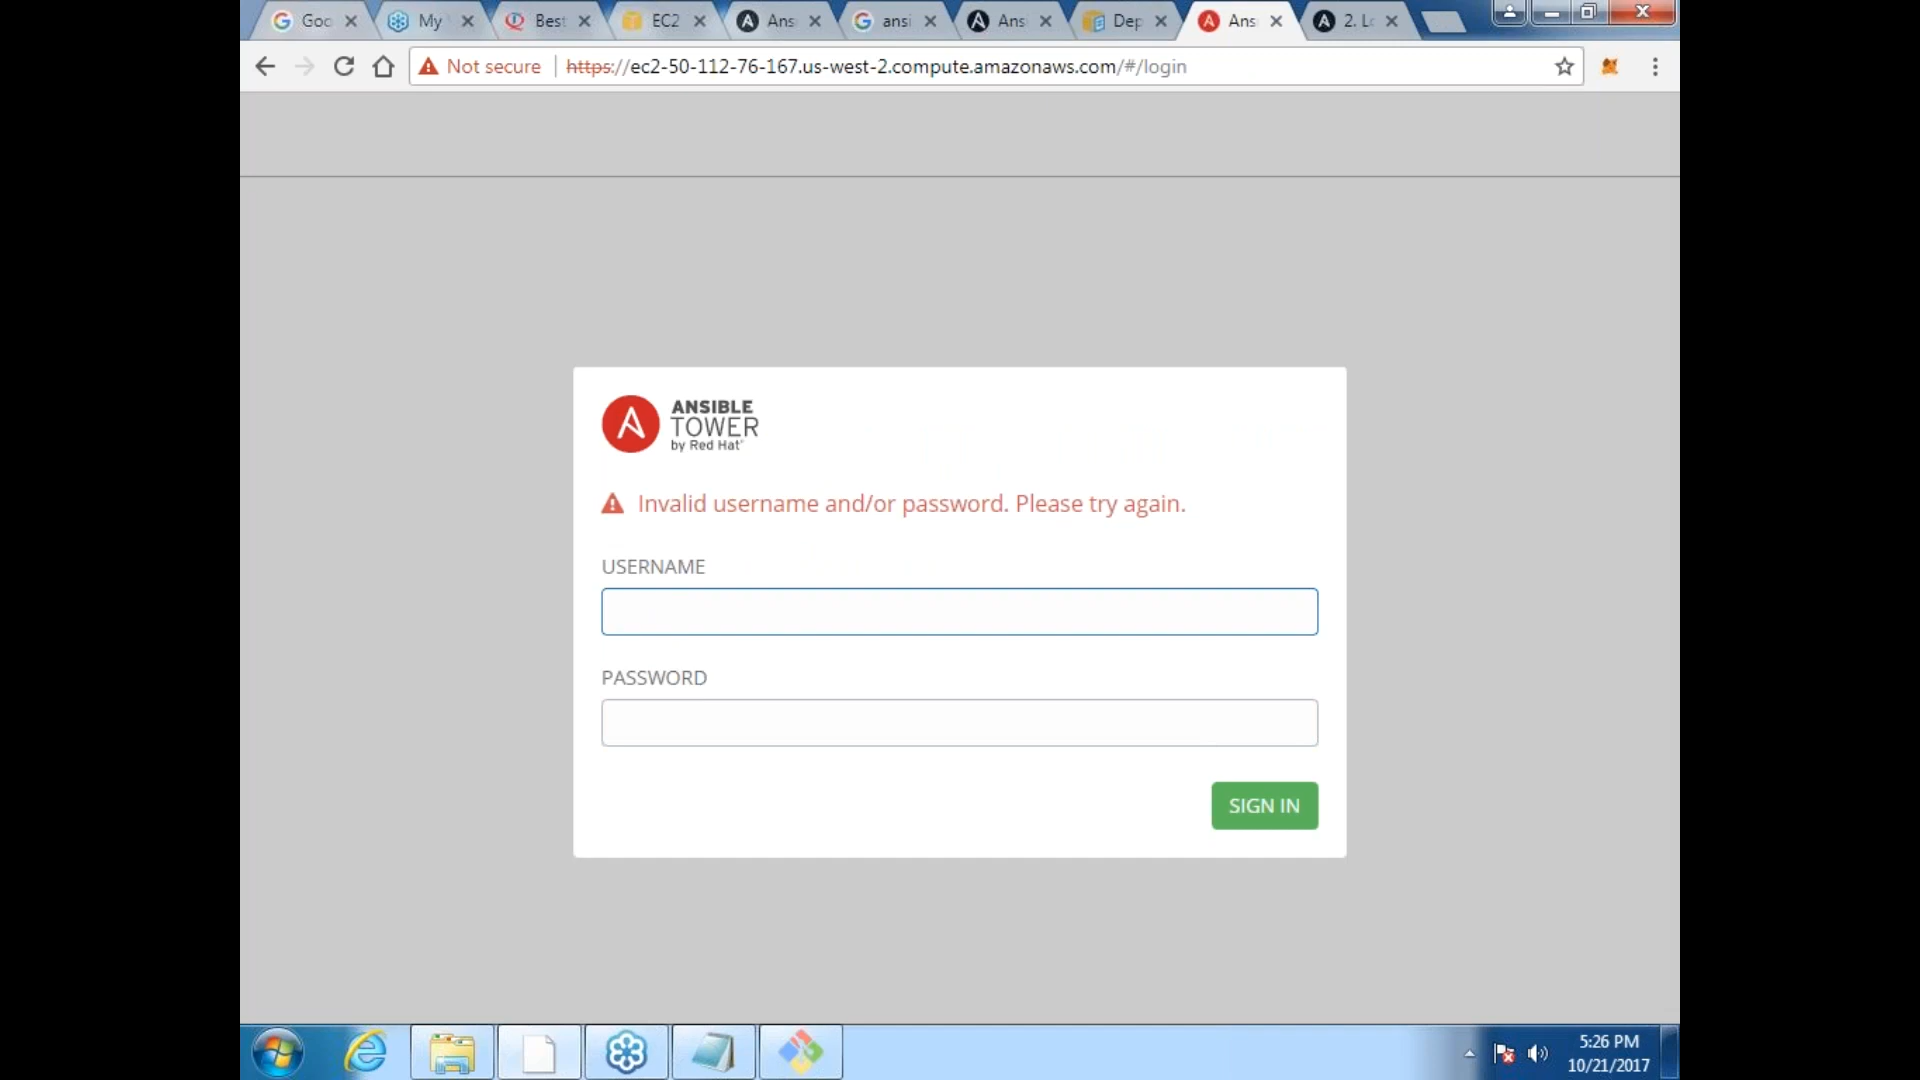 Goo
My
Best
EC2
Ans
ansi
Ans
Dep
Ans
2. Lo
Not secure
https://ec2-50-112-76-167.us-west-2.compute.amazonaws.com/#/login
ANSIBLE
TOWER
by Red Hat
Invalid username and/or password. Please try again.
USERNAME
PASSWORD
SIGN IN
5:26 PM
10/21/2017